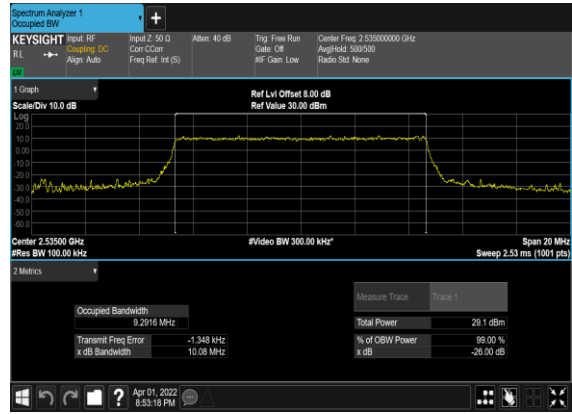 Spectrum Analyzer 1
Occupied BW
KEYSIGHT Input: RF Input Z: 50 Ω Atten: 40 dB Trig: Free Run Center Freq: 2.535000000 GHz
RL Coupling: DC Corr CCorr Gate: Off Avg|Hold: 500/500
Align: Auto Freq Ref: Int (S) #IF Gain: Low Radio Std: None
1 Graph
Ref Lvl Offset 8.00 dB
Scale/Div 10.0 dB Ref Value 30.00 dBm
Log
20.0
10.0
0.00
-10.0
-20.0
-30.0
-40.0
-50.0
-60.0
Center 2.53500 GHz #Video BW 300.00 kHz* Span 20 MHz
#Res BW 100.00 kHz Sweep 2.53 ms (1001 pts)
2 Metrics
Measure Trace Trace 1
Occupied Bandwidth
9.2916 MHz Total Power 29.1 dBm
Transmit Freq Error -1.348 kHz % of OBW Power 99.00 %
x dB Bandwidth 10.08 MHz x dB -26.00 dB
Apr 01, 2022
8:53:18 PM